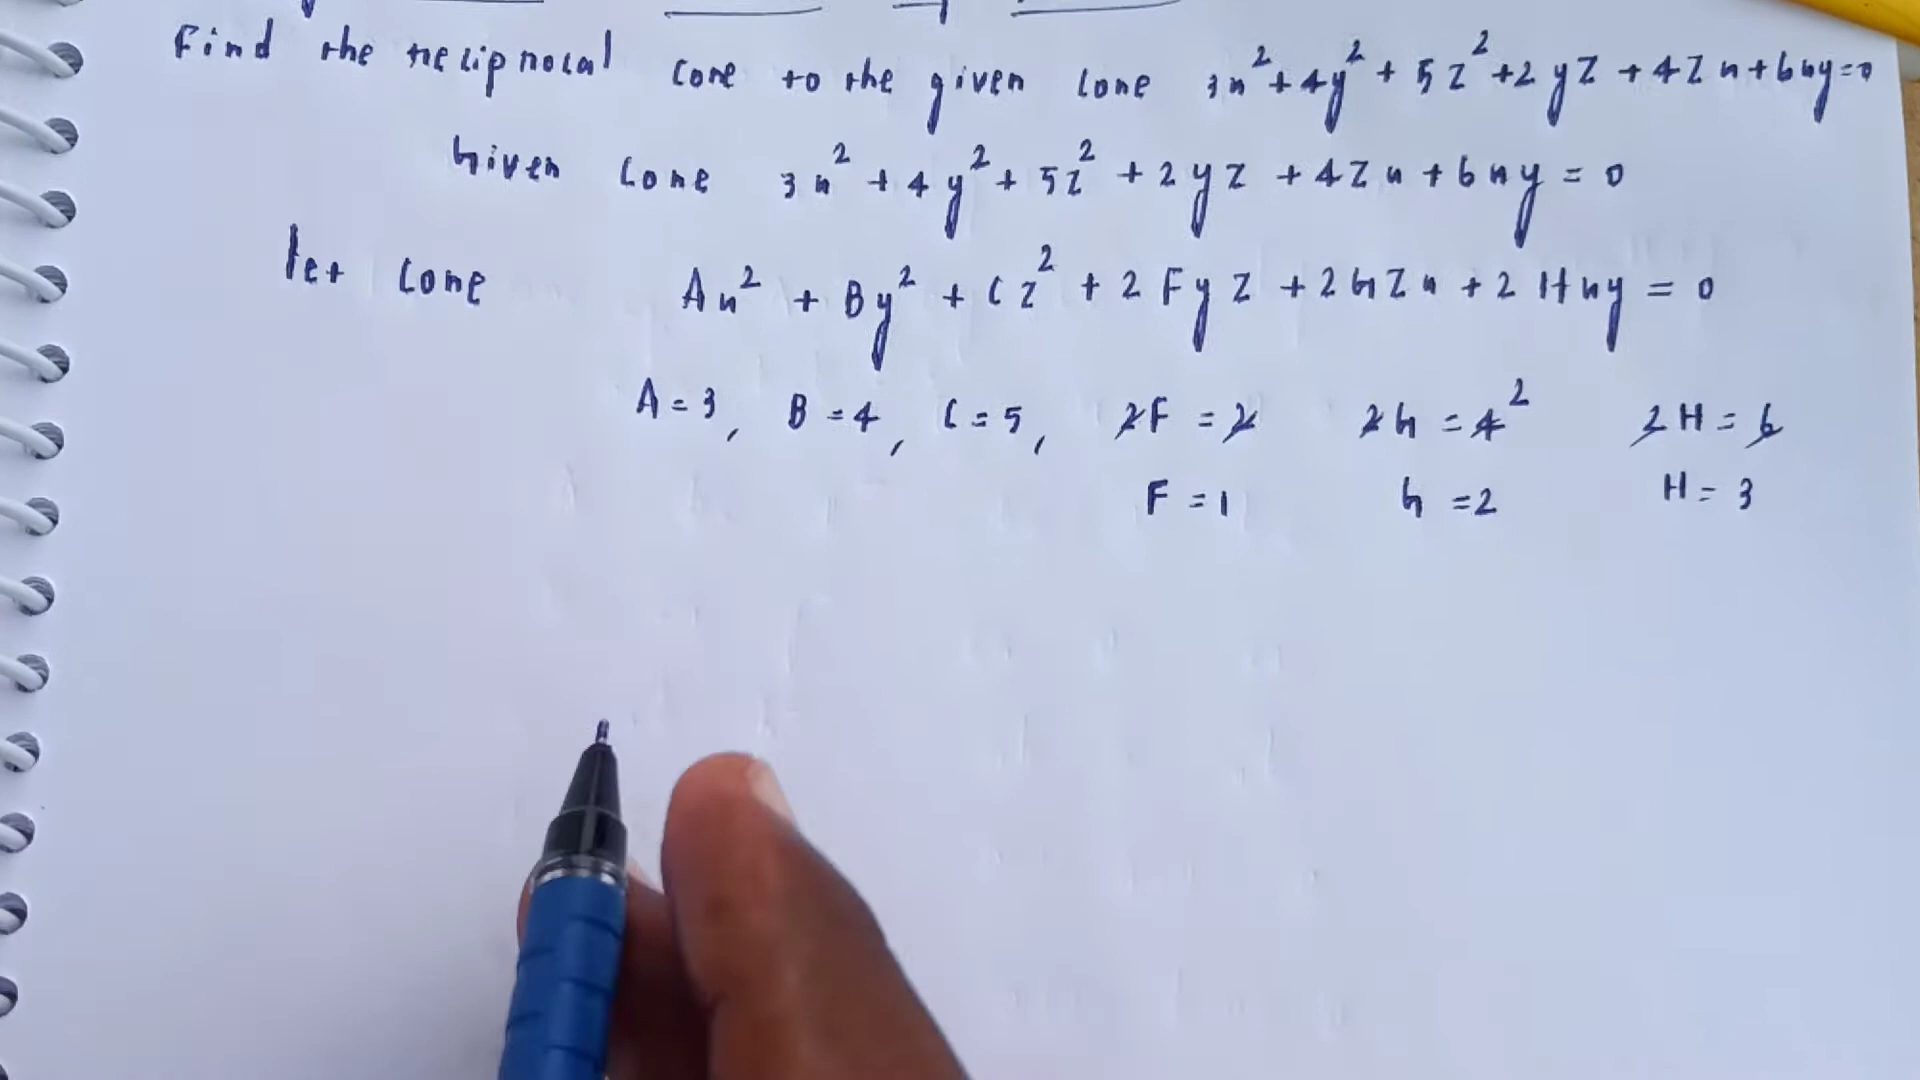 Find the reciprocal cone to the given cone 3x²+4y²+5z²+2yz+4zx+6xy=0
Given cone 3x²+4y²+5z²+2yz+4zx+6xy=0
let cone Ax²+By²+Cz²+2Fyz+2Gzx+2Hxy=0
A=3, B=4, C=5, 2F=2 2G=4 2 2H=6
F=1 G=2 H=3